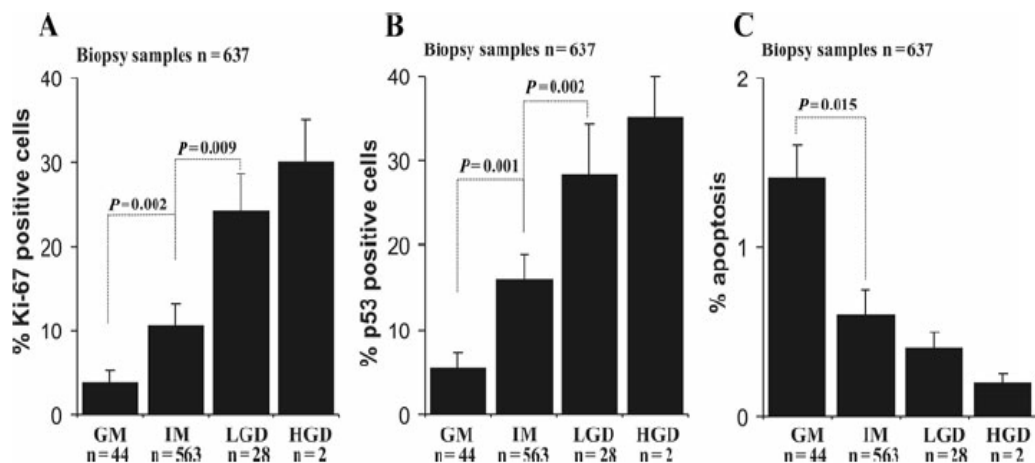 A
Biopsy samples n=637
% Ki-67 positive cells
40
30
20
10
0
P=0.002
P=0.009
GM IM LGD HGD
n=44 n=563 n=28 n=2
B
Biopsy samples n=637
% p53 positive cells
40
30
20
10
0
P=0.001
P=0.002
GM IM LGD HGD
n=44 n=563 n=28 n=2
C
Biopsy samples n=637
% apoptosis
2
1
0
P=0.015
GM IM LGD HGD
n=44 n=563 n=28 n=2